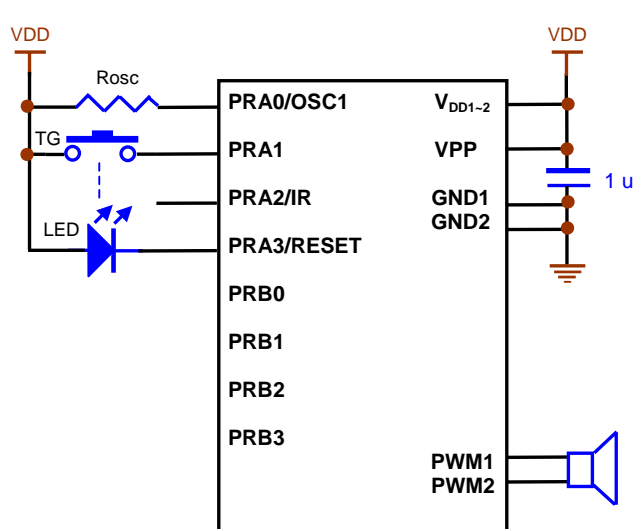 VDD
VDD
Rosc
PRA0/OSC1
VDD1~2
TG
PRA1
VPP
1 u
PRA2/IR
GND1
GND2
LED
PRA3/RESET
PRB0
PRB1
PRB2
PRB3
PWM1
PWM2